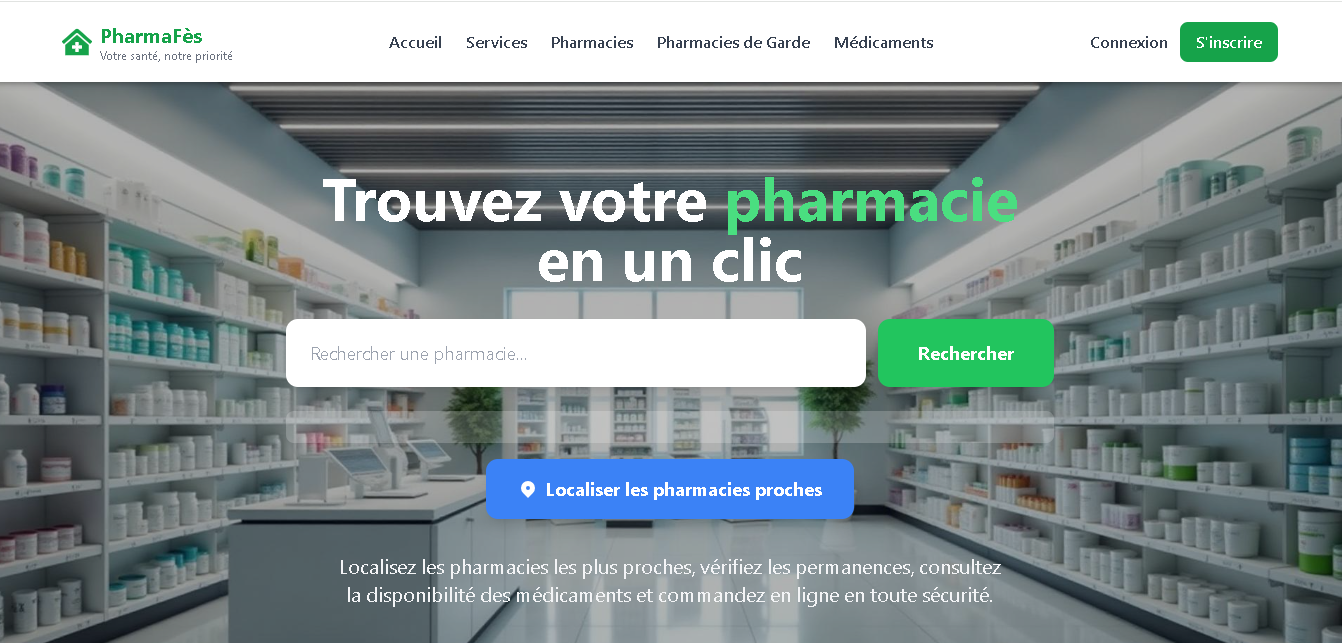 PharmaFès
Votre santé, notre priorité
Accueil
Services
Pharmacies
Pharmacies de Garde
Médicaments
Connexion
S'inscrire
Trouvez votre pharmacie
en un clic
Rechercher une pharmacie...
Rechercher
Localiser les pharmacies proches
Localisez les pharmacies les plus proches, vérifiez les permanences, consultez
la disponibilité des médicaments et commandez en ligne en toute sécurité.